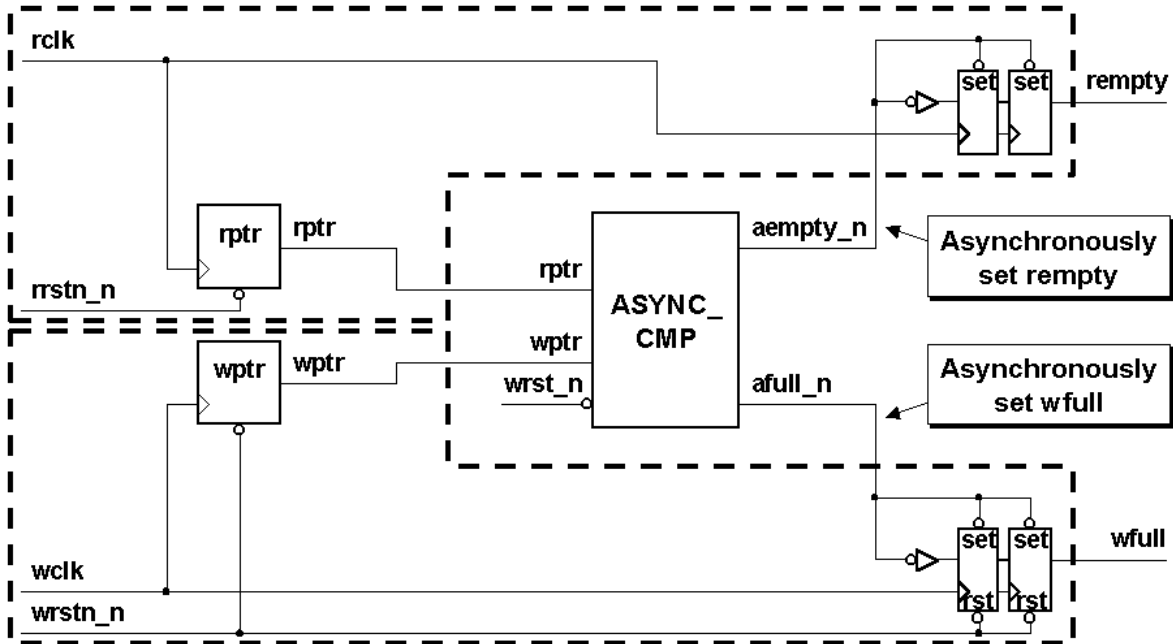 rclk
set set
rempty
rptr
rptr
aempty_n
Asynchronously
set rempty
rptr
rrstn_n
ASYNC_
CMP
wptr
wptr
wptr
wrst_n
afull_n
Asynchronously
set wfull
set set
wfull
wclk
rst rst
wrstn_n